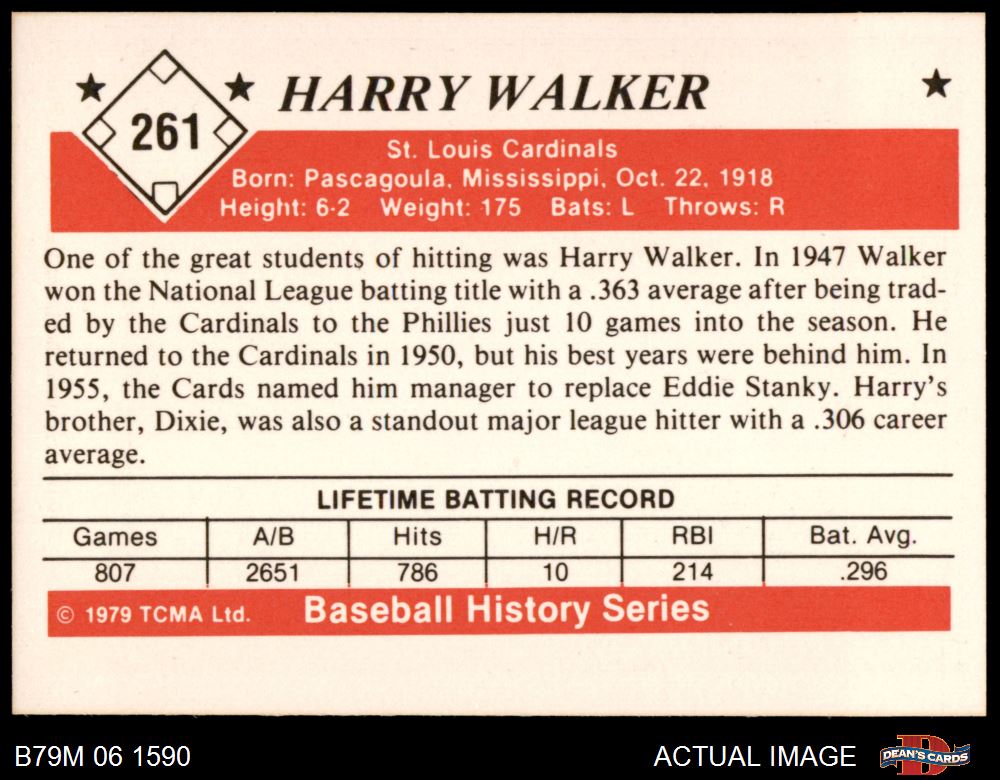 261
HARRY WALKER
St. Louis Cardinals
Born: Pascagoula, Mississippi, Oct. 22, 1918
Height: 6-2 Weight: 175 Bats: L Throws: R
One of the great students of hitting was Harry Walker. In 1947 Walker
won the National League batting title with a .363 average after being trad-
ed by the Cardinals to the Phillies just 10 games into the season. He
returned to the Cardinals in 1950, but his best years were behind him. In
1955, the Cards named him manager to replace Eddie Stanky. Harry's
brother, Dixie, was also a standout major league hitter with a .306 career
average.
LIFETIME BATTING RECORD
Games A/B Hits H/R RBI Bat. Avg.
807 2651 786 10 214 .296
© 1979 TCMA Ltd. Baseball History Series
B79M 06 1590 ACTUAL IMAGE DEAN'S CARDS